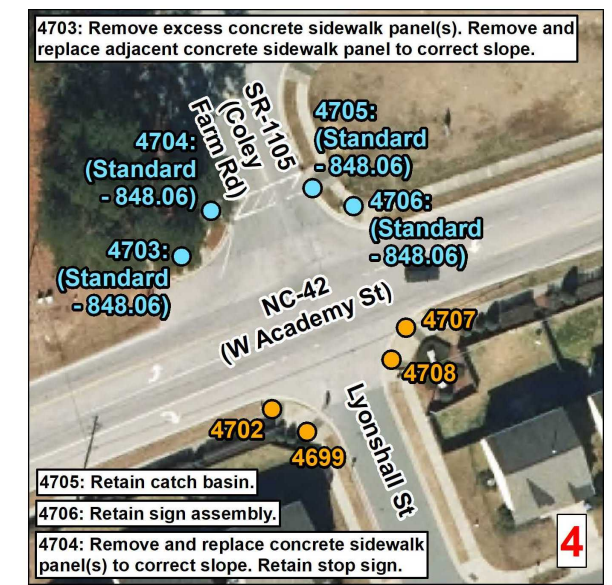 4703: Remove excess concrete sidewalk panel(s). Remove and
replace adjacent concrete sidewalk panel to correct slope.
SR-1105
(Coley
Farm Rd)
4705:
(Standard
- 848.06)
4704:
(Standard
- 848.06)
4706:
(Standard
- 848.06)
4703:
(Standard
- 848.06)
NC-42
(W Academy St)
4707
4708
4702
4699
Lyonshall St
4705: Retain catch basin.
4706: Retain sign assembly.
4704: Remove and replace concrete sidewalk
panel(s) to correct slope. Retain stop sign.
4